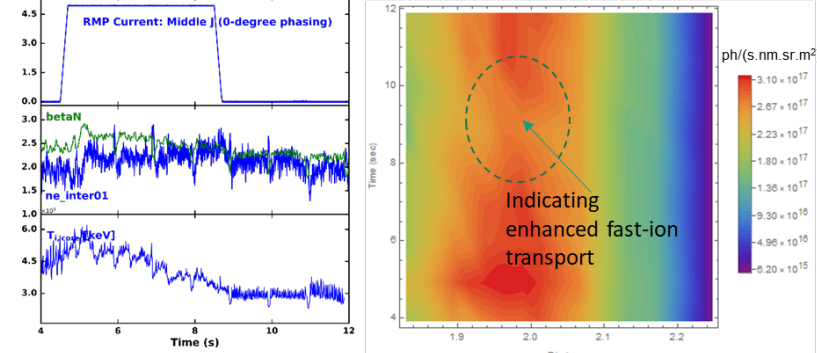 RMP Current: Middle J (0-degree phasing)
4.5
3.0
1.5
0.0
betaN
3.0
2.5
2.0
1.5
ne_inter01
1.0
6.0
4.5
3.0
4 6 8 10 12
Time (s)
12
10
8
6
4
Time (sec)
1.9 2.0 2.1 2.2
Indicating
enhanced fast-ion
transport
ph/(s.nm.sr.m²
3.10 × 10¹⁷
2.67 × 10¹⁷
2.23 × 10¹⁷
1.80 × 10¹⁷
1.36 × 10¹⁷
9.30 × 10¹⁶
4.96 × 10¹⁶
6.20 × 10¹⁵